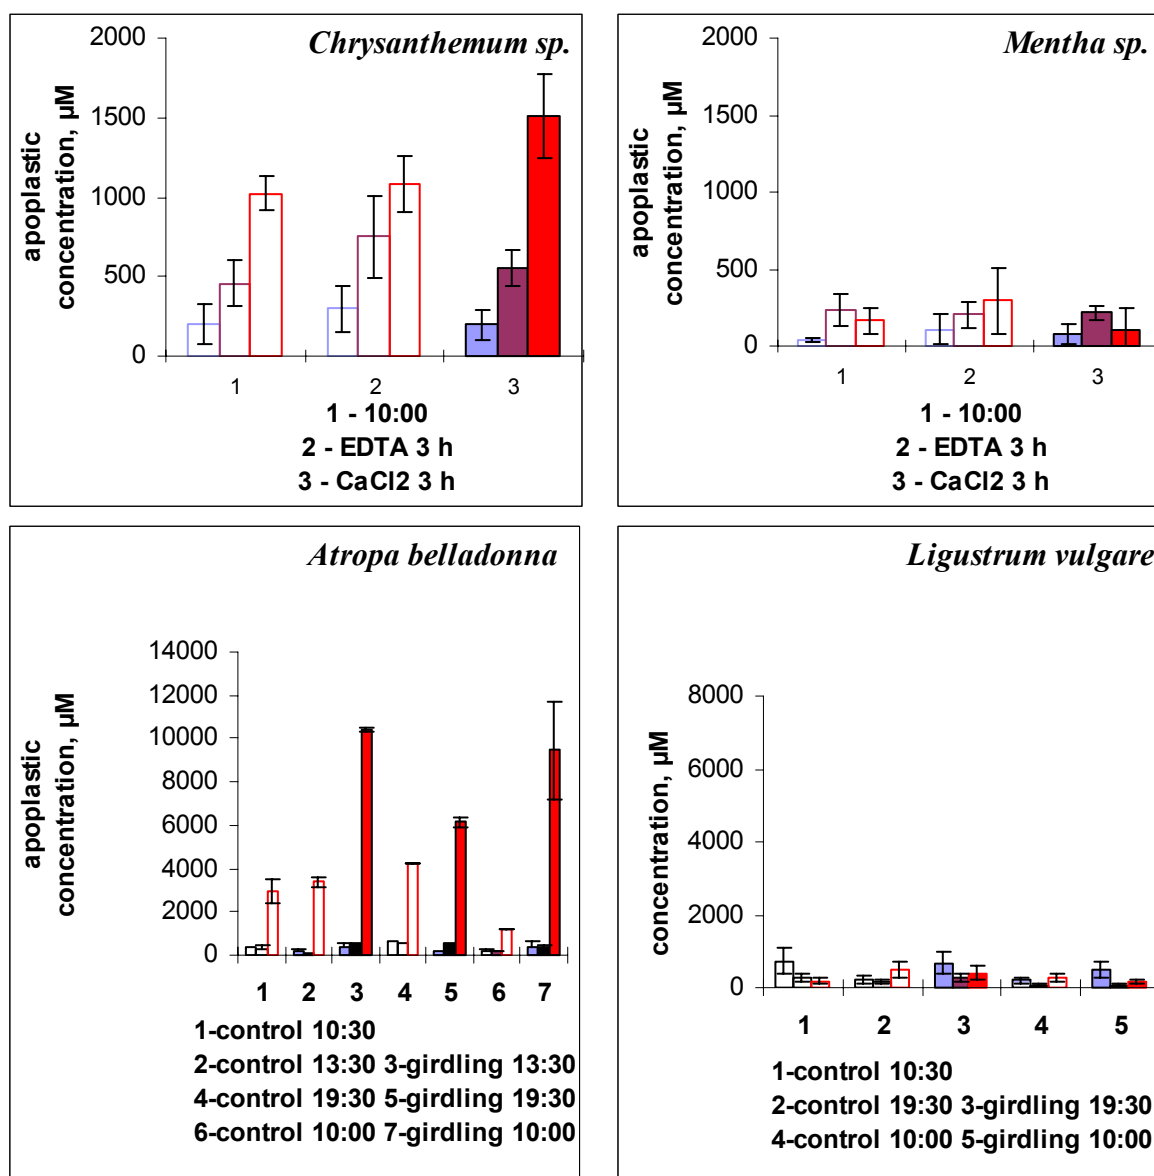 Chrysanthemum sp.
apoplastic
concentration, µM
2000
1500
1000
500
0
1 2 3
1 - 10:00
2 - EDTA 3 h
3 - CaCl2 3 h
Mentha sp.
apoplastic
concentration, µM
2000
1500
1000
500
0
1 2 3
1 - 10:00
2 - EDTA 3 h
3 - CaCl2 3 h
Atropa belladonna
apoplastic
concentration, µM
14000
12000
10000
8000
6000
4000
2000
0
1 2 3 4 5 6 7
1-control 10:30
2-control 13:30 3-girdling 13:30
4-control 19:30 5-girdling 19:30
6-control 10:00 7-girdling 10:00
Ligustrum vulgare
concentration, µM
8000
6000
4000
2000
0
1 2 3 4 5
1-control 10:30
2-control 19:30 3-girdling 19:30
4-control 10:00 5-girdling 10:00